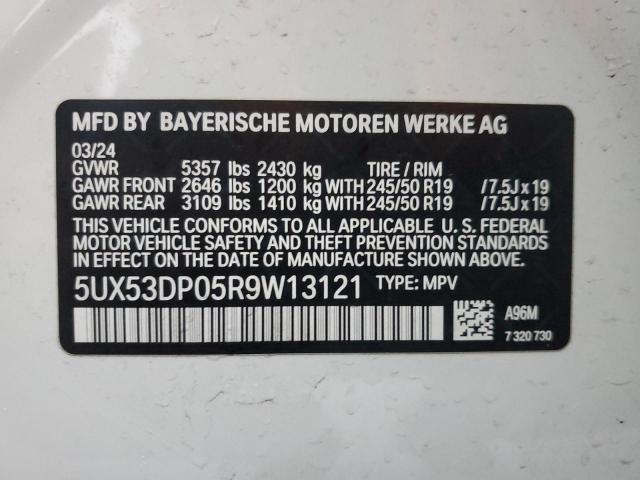 MFD BY BAYERISCHE MOTOREN WERKE AG
03/24
GVWR 5357 lbs 2430 kg TIRE / RIM
GAWR FRONT 2646 lbs 1200 kg WITH 245/50 R19 /7.5J x 19
GAWR REAR 3109 lbs 1410 kg WITH 245/50 R19 /7.5J x 19
THIS VEHICLE CONFORMS TO ALL APPLICABLE U. S. FEDERAL
MOTOR VEHICLE SAFETY AND THEFT PREVENTION STANDARDS
IN EFFECT ON THE DATE OF MANUFACTURE SHOWN ABOVE.
5UX53DP05R9W13121 TYPE: MPV
A96M
7 320 730